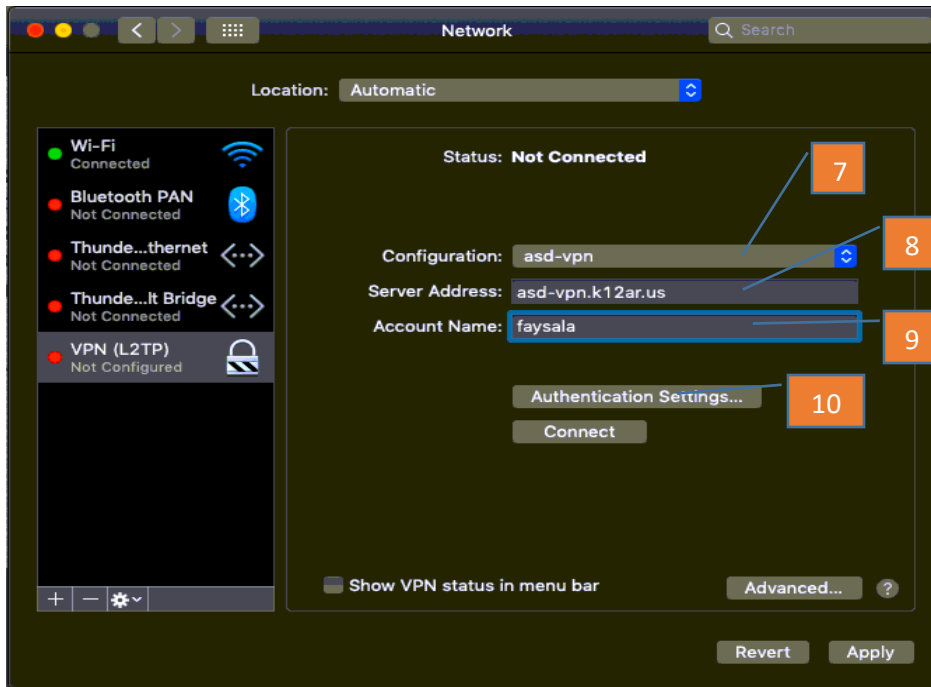 Network
Search
Location: Automatic
Wi-Fi
Connected
Bluetooth PAN
Not Connected
Thunde...thernet
Not Connected
Thunde...lt Bridge
Not Connected
VPN (L2TP)
Not Configured
Status: Not Connected
7
Configuration: asd-vpn
8
Server Address: asd-vpn.k12ar.us
Account Name: faysala
9
Authentication Settings...
10
Connect
Show VPN status in menu bar
Advanced...
?
Revert
Apply